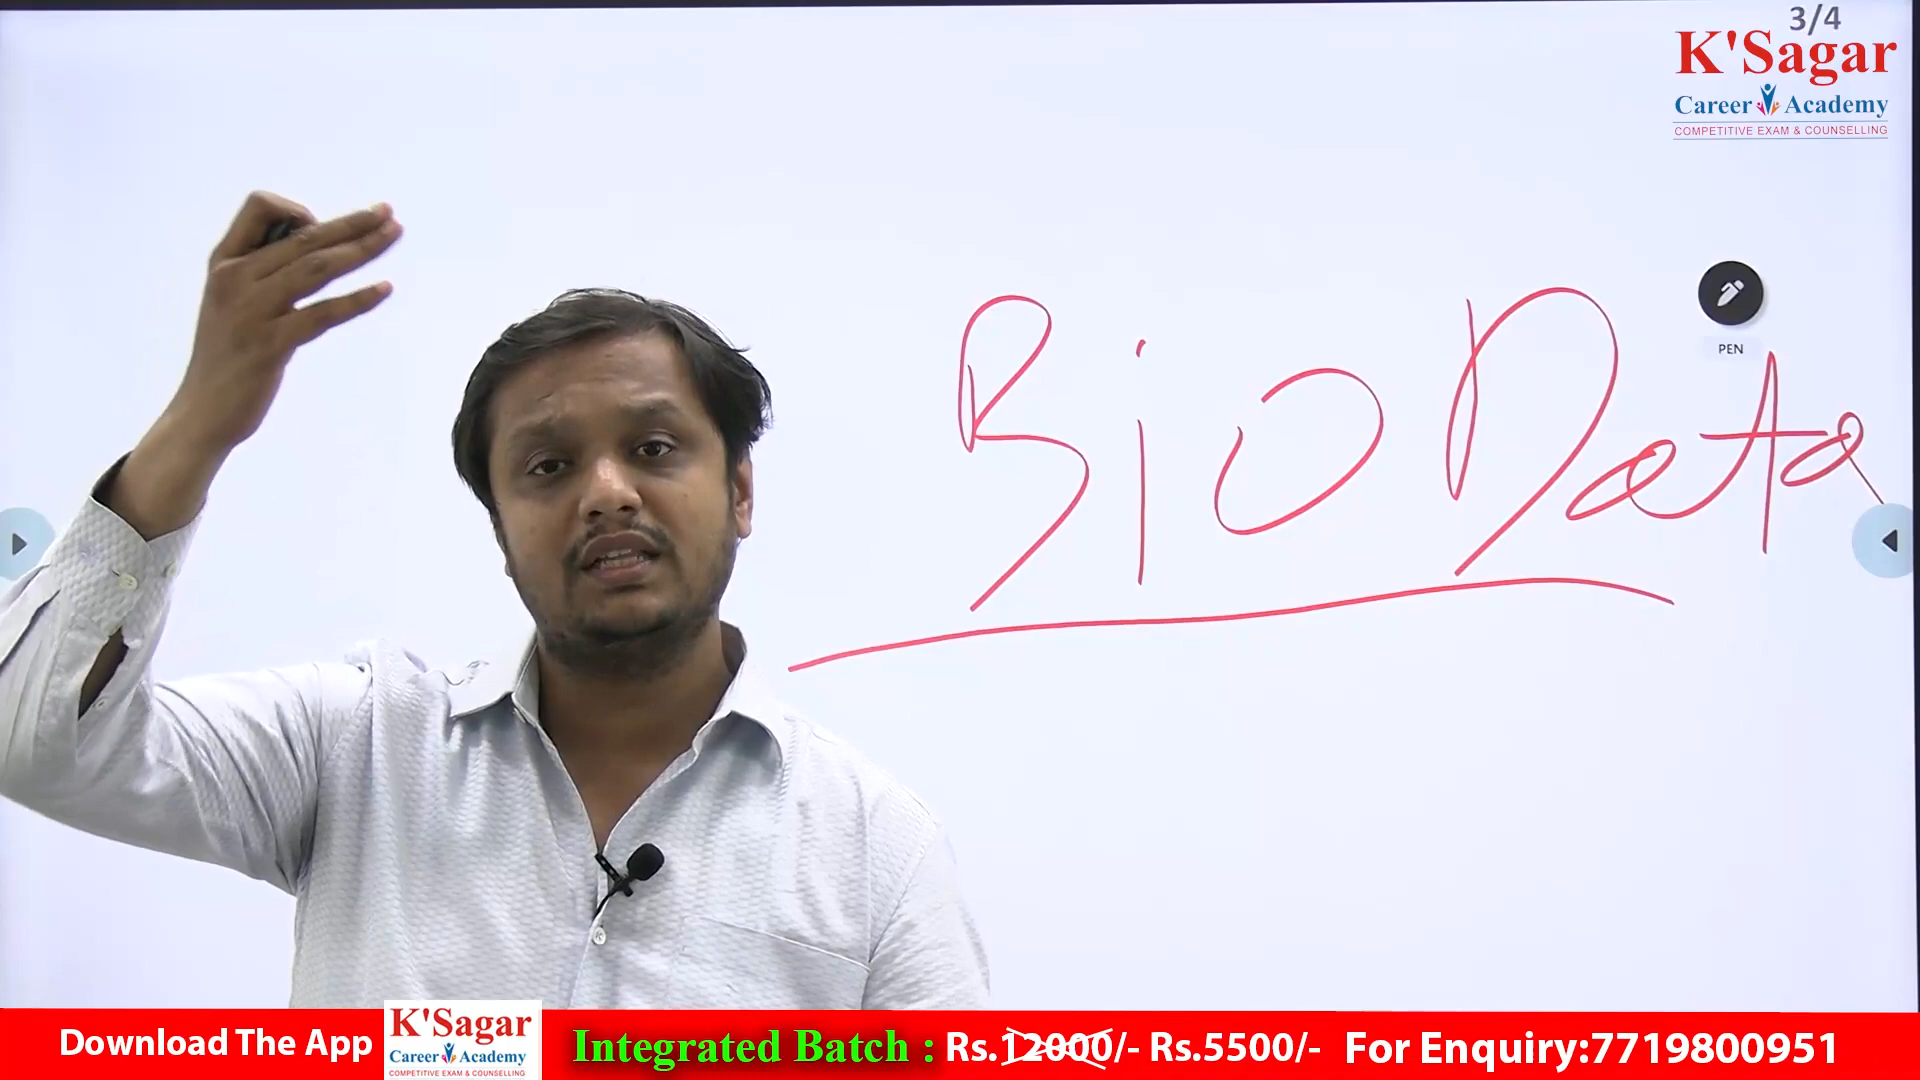 3/4
K'Sagar
Career Academy
COMPETITIVE EXAM & COUNSELLING
PEN
Bio Data
Download The App
K'Sagar
Career Academy
COMPETITIVE EXAM & COUNSELLING
Integrated Batch : Rs.12000/- Rs.5500/- For Enquiry:7719800951